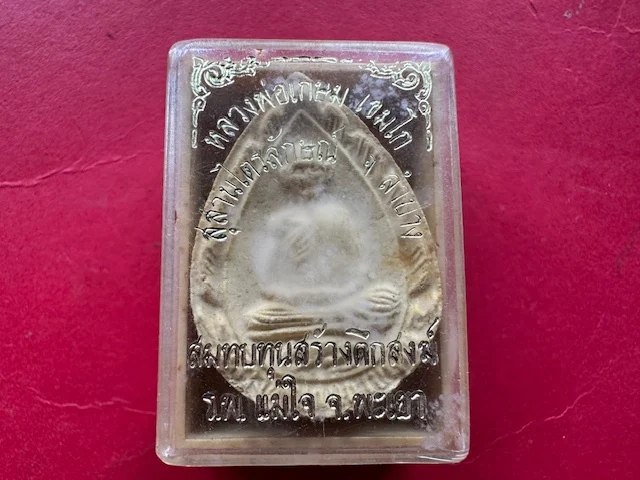 หลวงพ่อเกษม เขมโก
สุสานไตรลักษณ์ จ. ลำปาง
สมทบทุนสร้างตึกสงฆ์
ร.พ. แม่ใจ จ.พะเยา